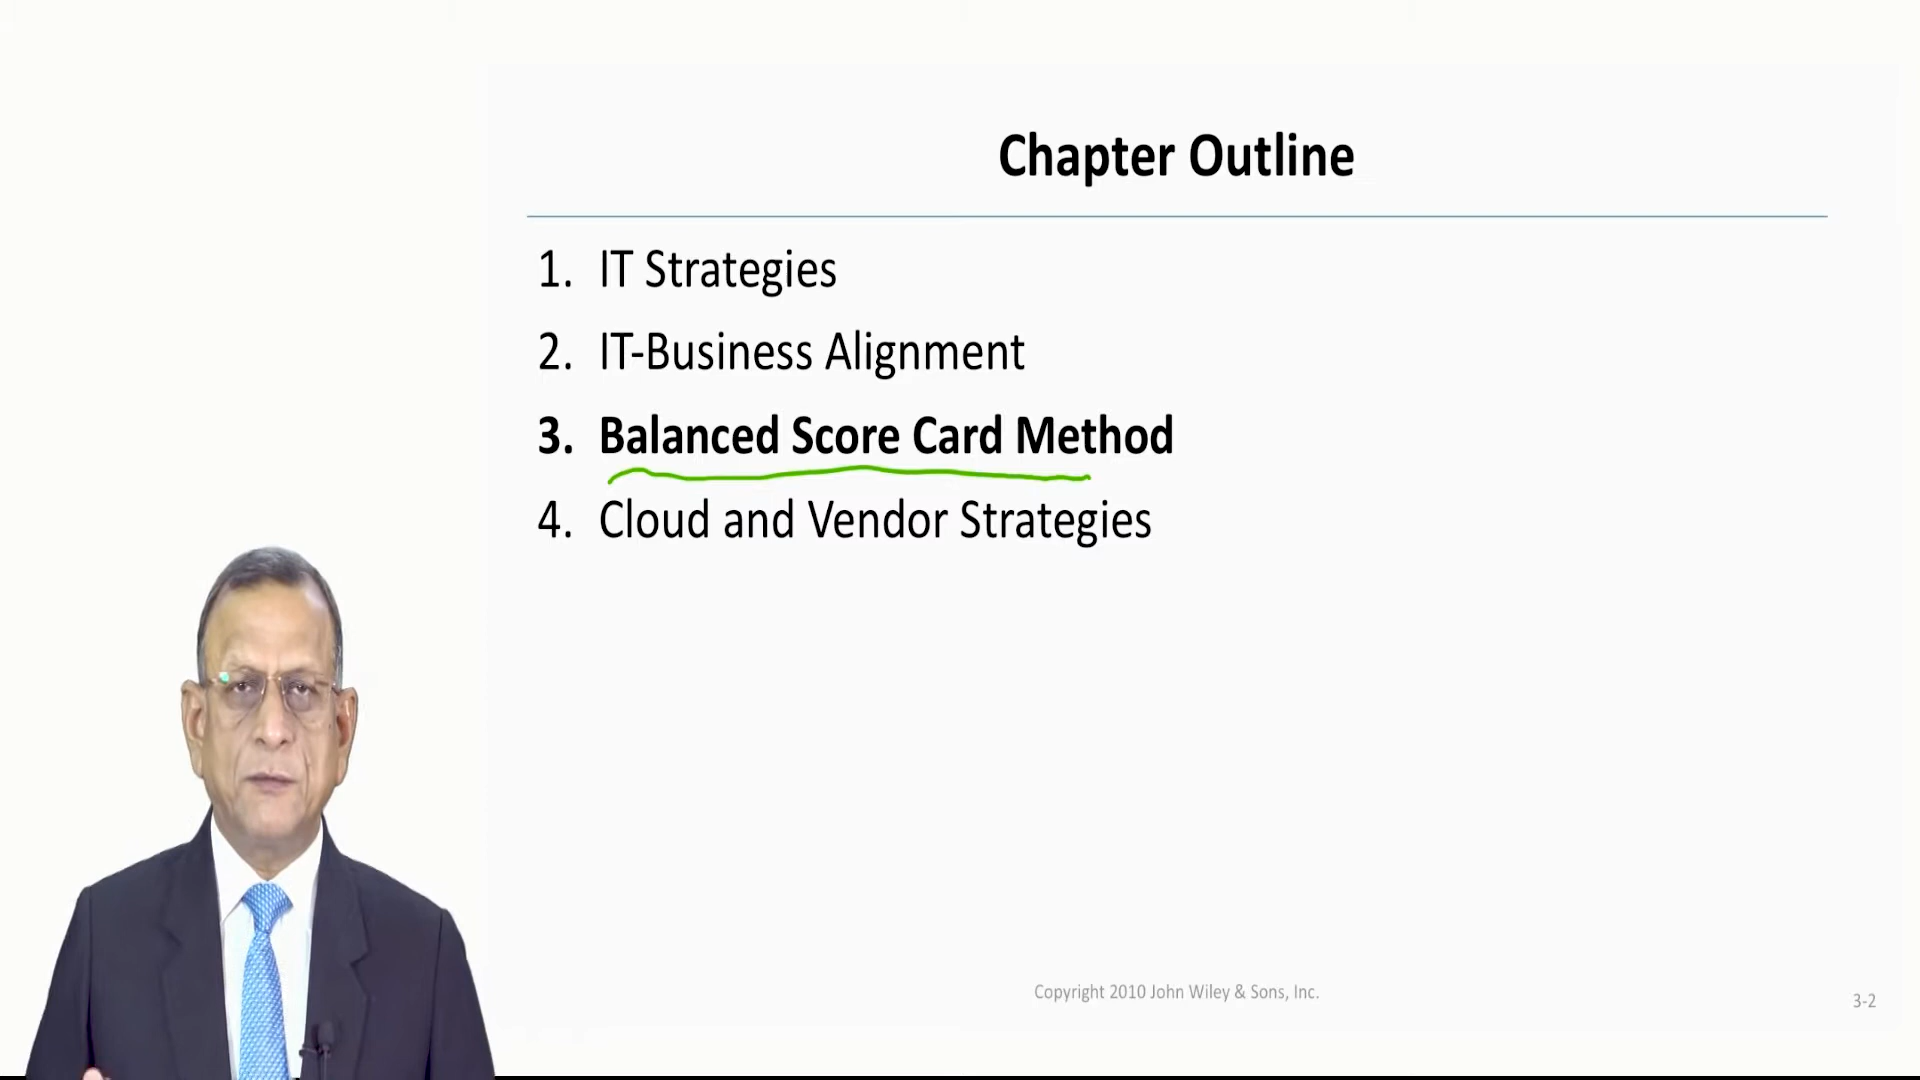 Chapter Outline
1. IT Strategies
2. IT-Business Alignment
3. Balanced Score Card Method
4. Cloud and Vendor Strategies
Copyright 2010 John Wiley & Sons, Inc.
3-2